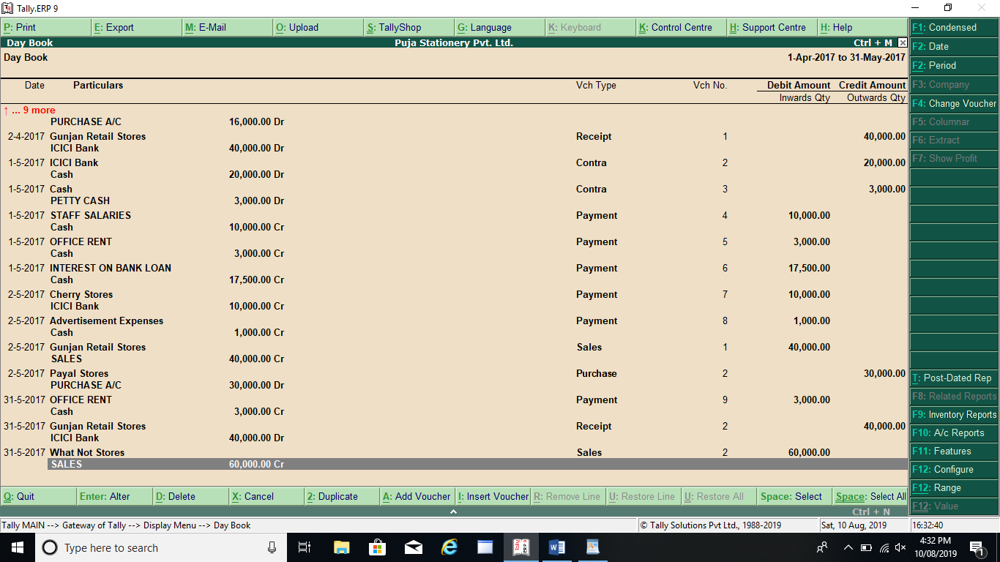 Tally.ERP 9
P: Print E: Export M: E-Mail O: Upload S: TallyShop G: Language K: Keyboard K: Control Centre H: Support Centre H: Help
Day Book Puja Stationery Pvt. Ltd. Ctrl + M
Day Book 1-Apr-2017 to 31-May-2017
Date Particulars Vch Type Vch No. Debit Amount Credit Amount
Inwards Qty Outwards Qty
↑ ... 9 more
PURCHASE A/C 16,000.00 Dr
2-4-2017 Gunjan Retail Stores Receipt 1 40,000.00
ICICI Bank 40,000.00 Dr
1-5-2017 ICICI Bank Contra 2 20,000.00
Cash 20,000.00 Dr
1-5-2017 Cash Contra 3 3,000.00
PETTY CASH 3,000.00 Dr
1-5-2017 STAFF SALARIES Payment 4 10,000.00
Cash 10,000.00 Cr
1-5-2017 OFFICE RENT Payment 5 3,000.00
Cash 3,000.00 Cr
1-5-2017 INTEREST ON BANK LOAN Payment 6 17,500.00
Cash 17,500.00 Cr
2-5-2017 Cherry Stores Payment 7 10,000.00
ICICI Bank 10,000.00 Cr
2-5-2017 Advertisement Expenses Payment 8 1,000.00
Cash 1,000.00 Cr
2-5-2017 Gunjan Retail Stores Sales 1 40,000.00
SALES 40,000.00 Cr
2-5-2017 Payal Stores Purchase 2 30,000.00
PURCHASE A/C 30,000.00 Dr
31-5-2017 OFFICE RENT Payment 9 3,000.00
Cash 3,000.00 Cr
31-5-2017 Gunjan Retail Stores Receipt 2 40,000.00
ICICI Bank 40,000.00 Dr
31-5-2017 What Not Stores Sales 2 60,000.00
SALES 60,000.00 Cr
F1: Condensed
F2: Date
F2: Period
F3: Company
F4: Change Voucher
F5: Columnar
F6: Extract
F7: Show Profit
T: Post-Dated Rep
F8: Related Reports
F9: Inventory Reports
F10: A/c Reports
F11: Features
F12: Configure
F12: Range
F12: Value
Q: Quit Enter: Alter D: Delete X: Cancel 2: Duplicate A: Add Voucher I: Insert Voucher R: Remove Line U: Restore Line U: Restore All Space: Select Space: Select All
Ctrl + N
Tally MAIN --> Gateway of Tally --> Display Menu --> Day Book © Tally Solutions Pvt Ltd., 1988-2019 Sat, 10 Aug, 2019 16:32:40
Type here to search 4:32 PM
10/08/2019 1